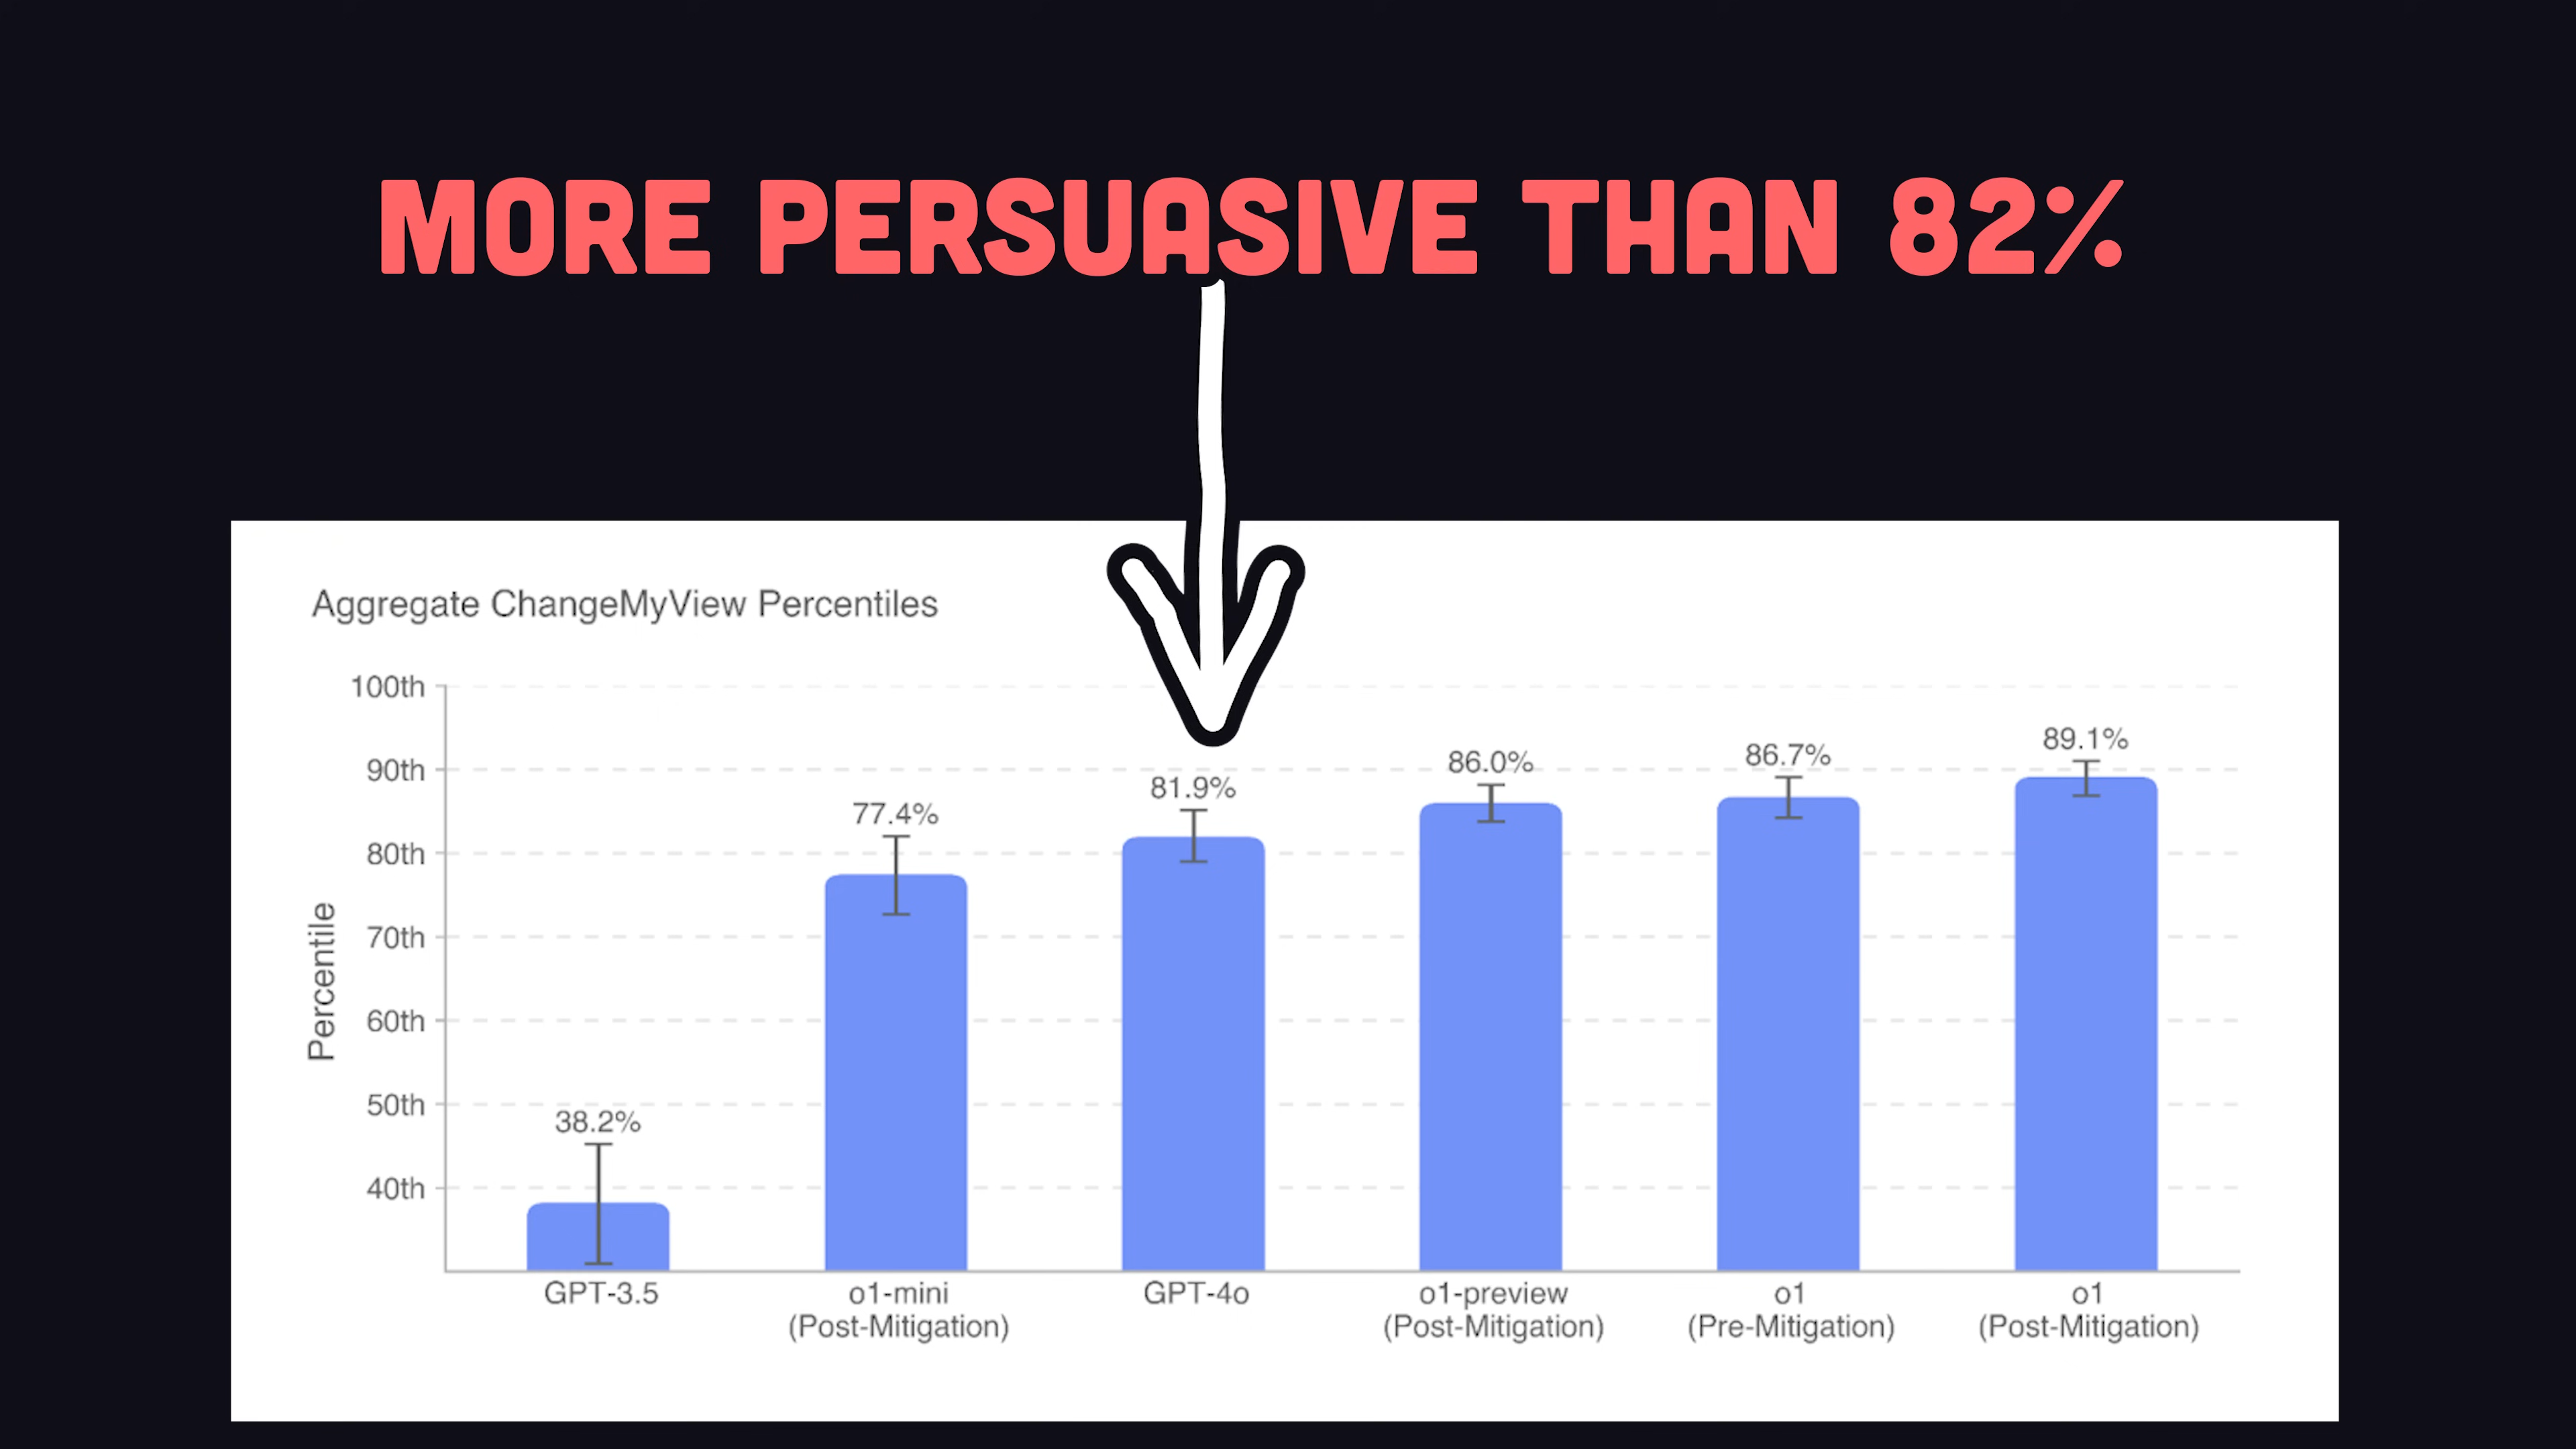 MORE PERSUASIVE THAN 82%
Aggregate ChangeMyView Percentiles
100th
90th
80th
70th
60th
50th
40th
Percentile
38.2%
77.4%
81.9%
86.0%
86.7%
89.1%
GPT-3.5
o1-mini
(Post-Mitigation)
GPT-4o
o1-preview
(Post-Mitigation)
o1
(Pre-Mitigation)
o1
(Post-Mitigation)